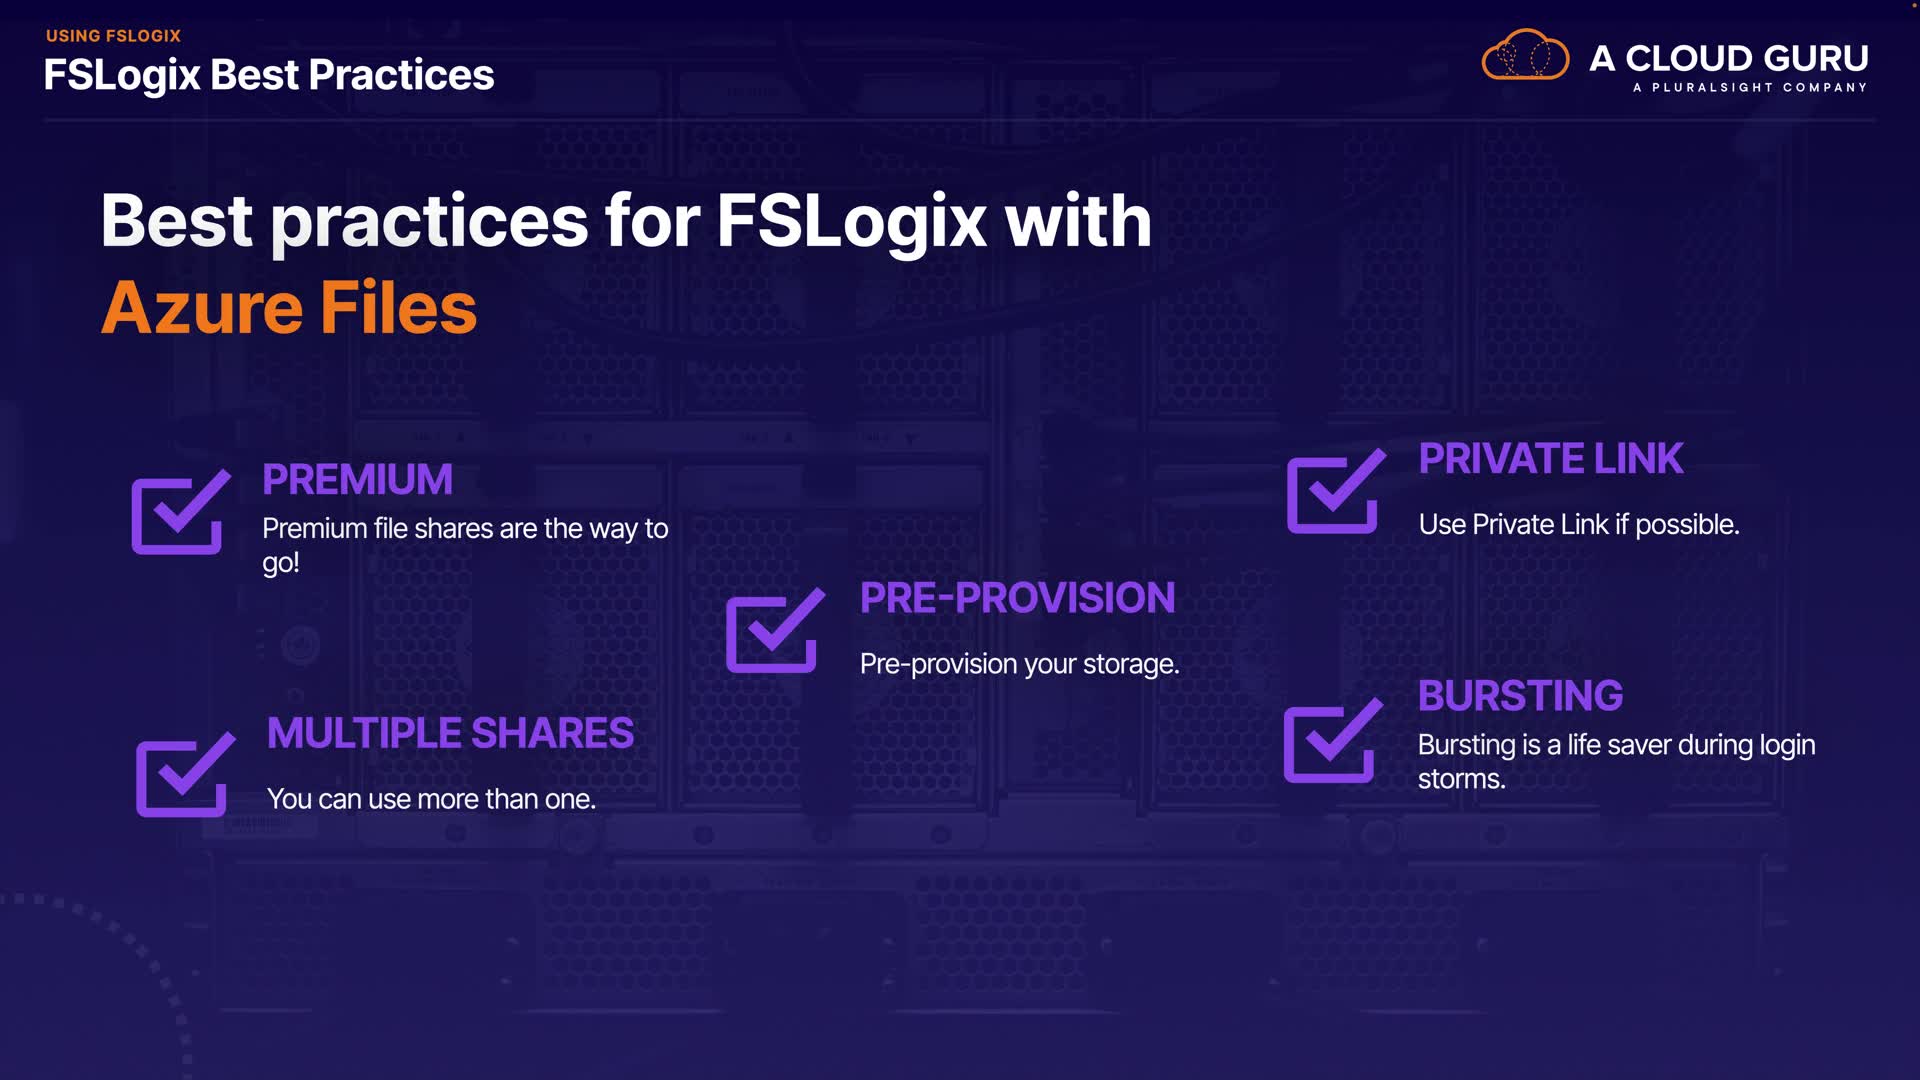 USING FSLOGIX
FSLogix Best Practices
A CLOUD GURU
A PLURALSIGHT COMPANY
Best practices for FSLogix with
Azure Files
PREMIUM
Premium file shares are the way to
go!
MULTIPLE SHARES
You can use more than one.
PRE-PROVISION
Pre-provision your storage.
PRIVATE LINK
Use Private Link if possible.
BURSTING
Bursting is a life saver during login
storms.